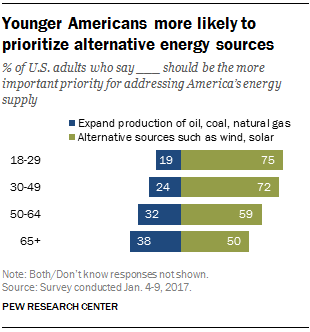 Younger Americans more likely to
prioritize alternative energy sources
% of U.S. adults who say ____ should be the more
important priority for addressing America's energy
supply
Expand production of oil, coal, natural gas
Alternative sources such as wind, solar
18-29 19 75
30-49 24 72
50-64 32 59
65+ 38 50
Note: Both/Don't know responses not shown.
Source: Survey conducted Jan. 4-9, 2017.
PEW RESEARCH CENTER